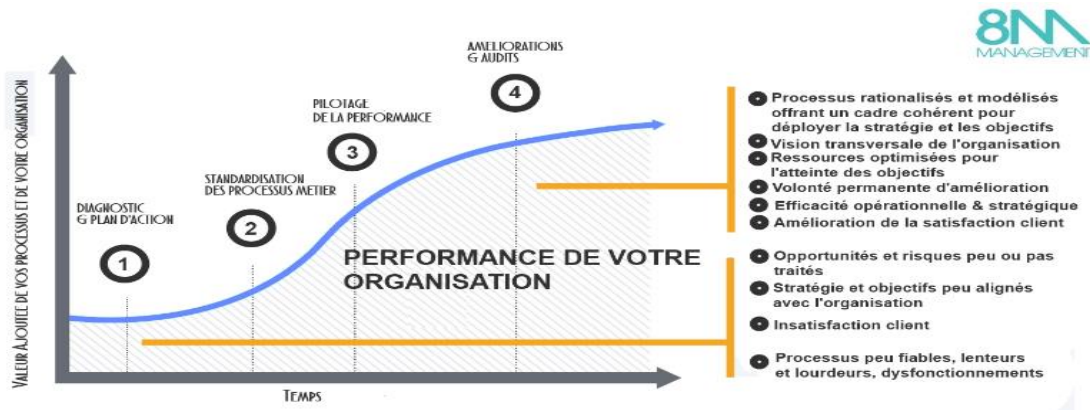 8M
MANAGEMENT
AMELIORATIONS
& AUDITS
4
PILOTAGE
DE LA PERFORMANCE
3
STANDARDISATION
DES PROCESSUS METIER
2
DIAGNOSTIC
& PLAN D'ACTION
1
VALEUR AJOUTEE DE VOS PROCESSUS ET DE VOTRE ORGANISATION
PERFORMANCE DE VOTRE
ORGANISATION
TEMPS
Processus rationalisés et modélisés
offrant un cadre cohérent pour
déployer la stratégie et les objectifs
Vision transversale de l'organisation
Ressources optimisées pour
l'atteinte des objectifs
Volonté permanente d'amélioration
Efficacité opérationnelle & stratégique
Amélioration de la satisfaction client
Opportunités et risques peu ou pas
traités
Stratégie et objectifs peu alignés
avec l'organisation
Insatisfaction client
Processus peu fiables, lenteurs
et lourdeurs, dysfonctionnements